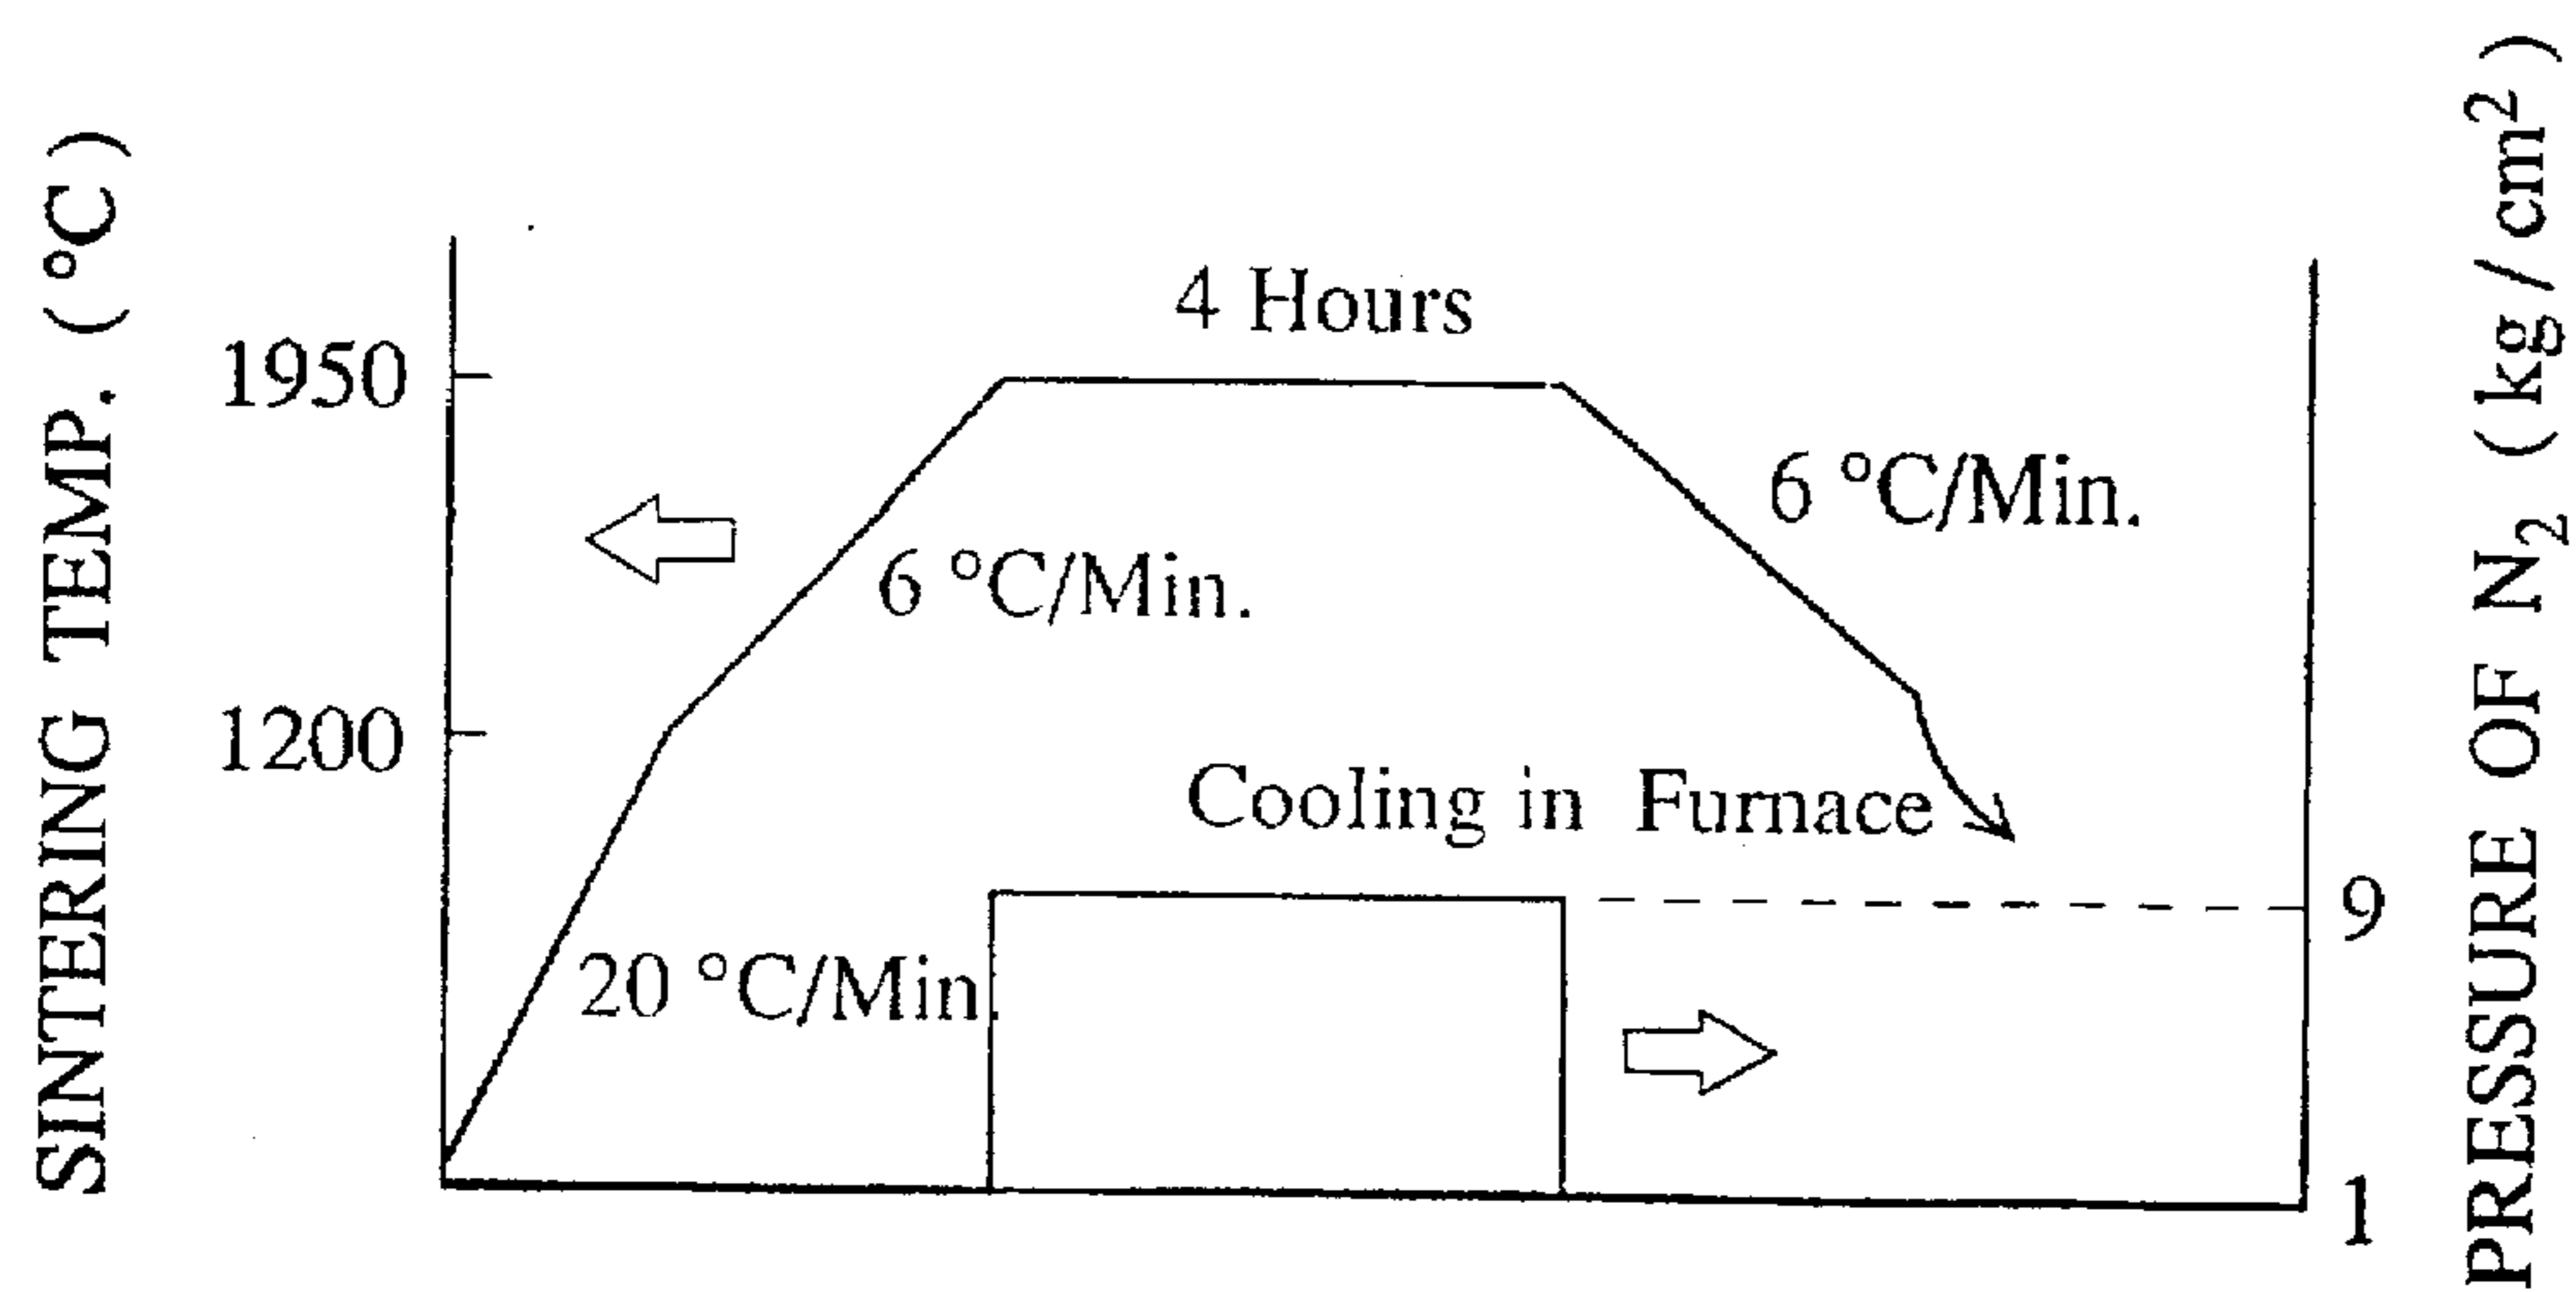 SINTERING TEMP. (°C)
1950
1200
4 Hours
6 °C/Min.
6 °C/Min.
Cooling in Furnace
20 °C/Min.
9
1
PRESSURE OF N₂ (kg/cm²)